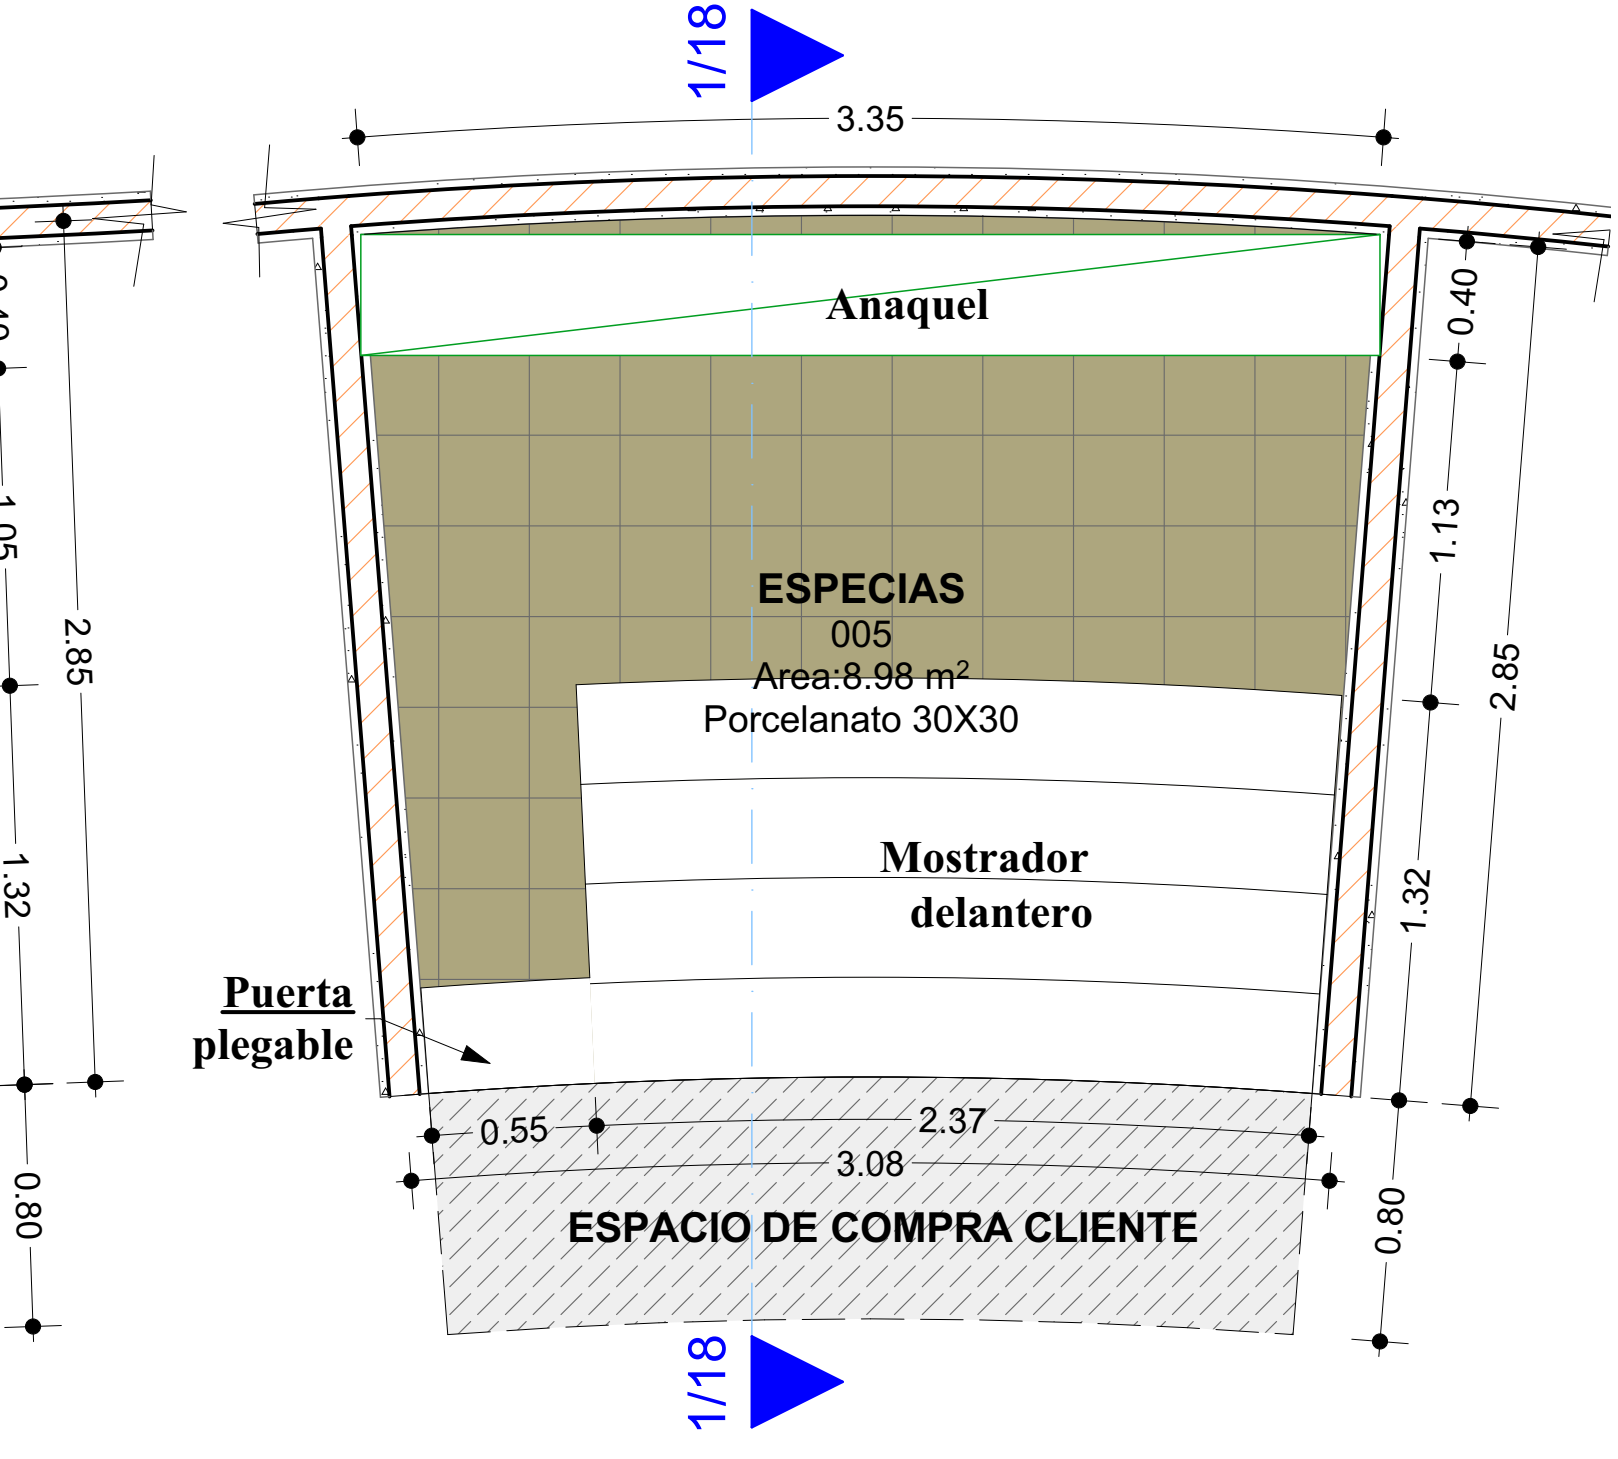 1/18
3.35
Anaquel
0.40
0.40
1.13
1.05
2.85
2.85
ESPECIAS
005
Area:8.98 m²
Porcelanato 30X30
Mostrador
delantero
1.32
1.32
Puerta
plegable
0.55
2.37
3.08
0.80
0.80
ESPACIO DE COMPRA CLIENTE
1/18